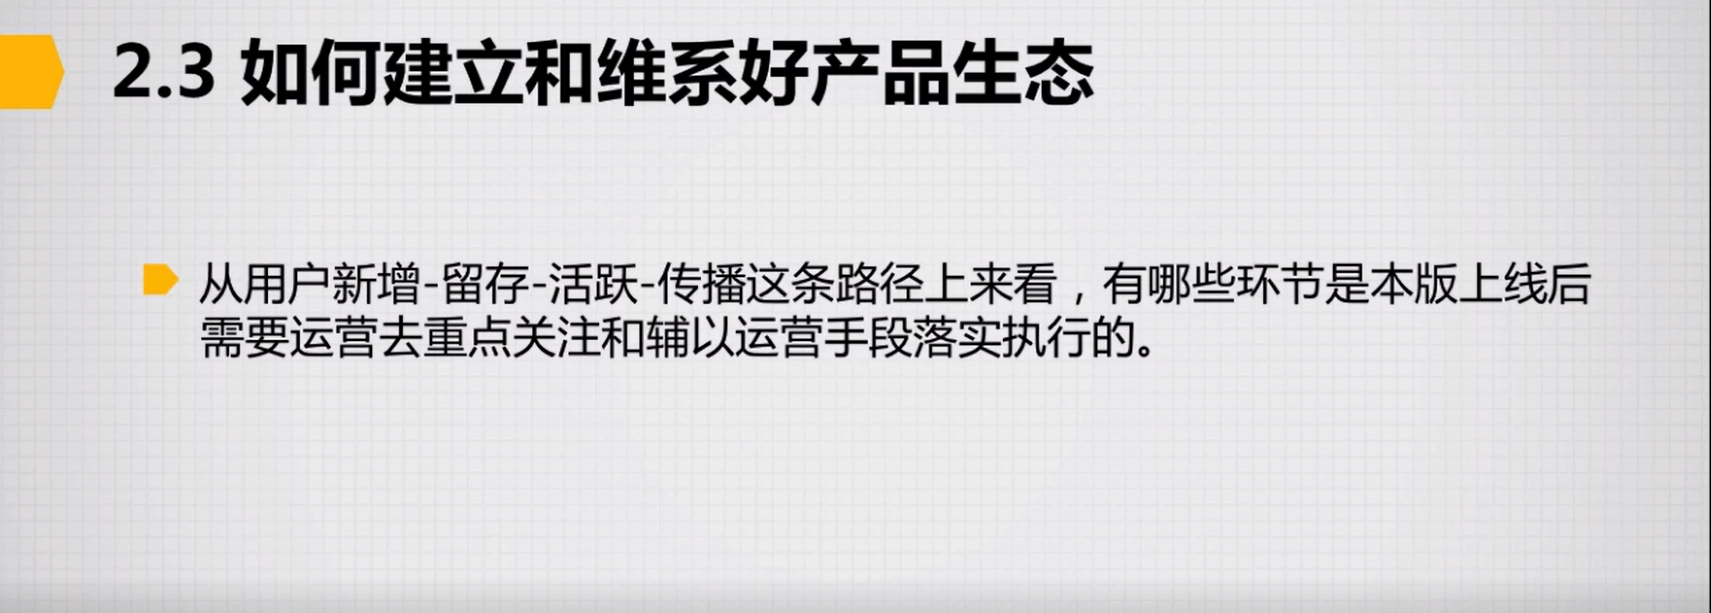 2.3 如何建立和维系好产品生态
从用户新增-留存-活跃-传播这条路径上来看，有哪些环节是本版上线后
需要运营去重点关注和辅以运营手段落实执行的。